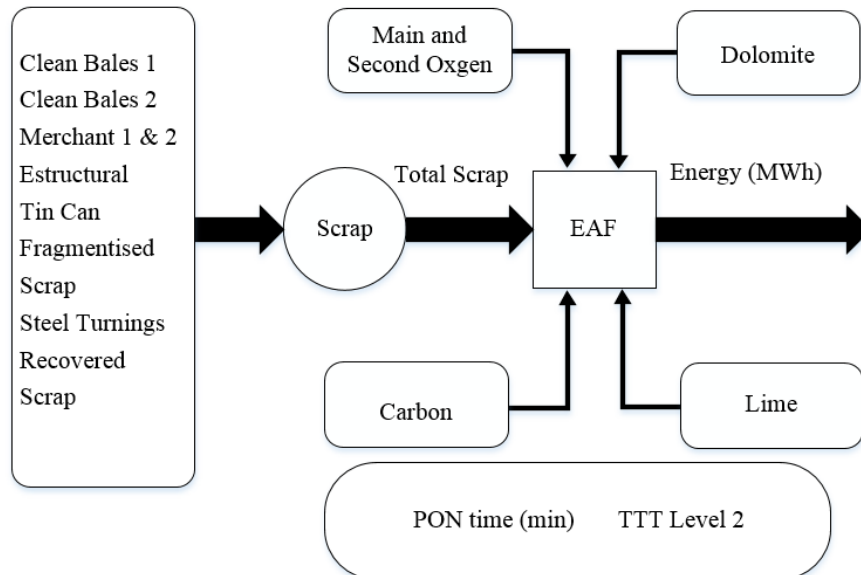 Clean Bales 1
Clean Bales 2
Merchant 1 & 2
Estructural
Tin Can
Fragmentised
Scrap
Steel Turnings
Recovered
Scrap
Scrap
Total Scrap
Main and
Second Oxgen
Dolomite
EAF
Energy (MWh)
Carbon
Lime
PON time (min) TTT Level 2